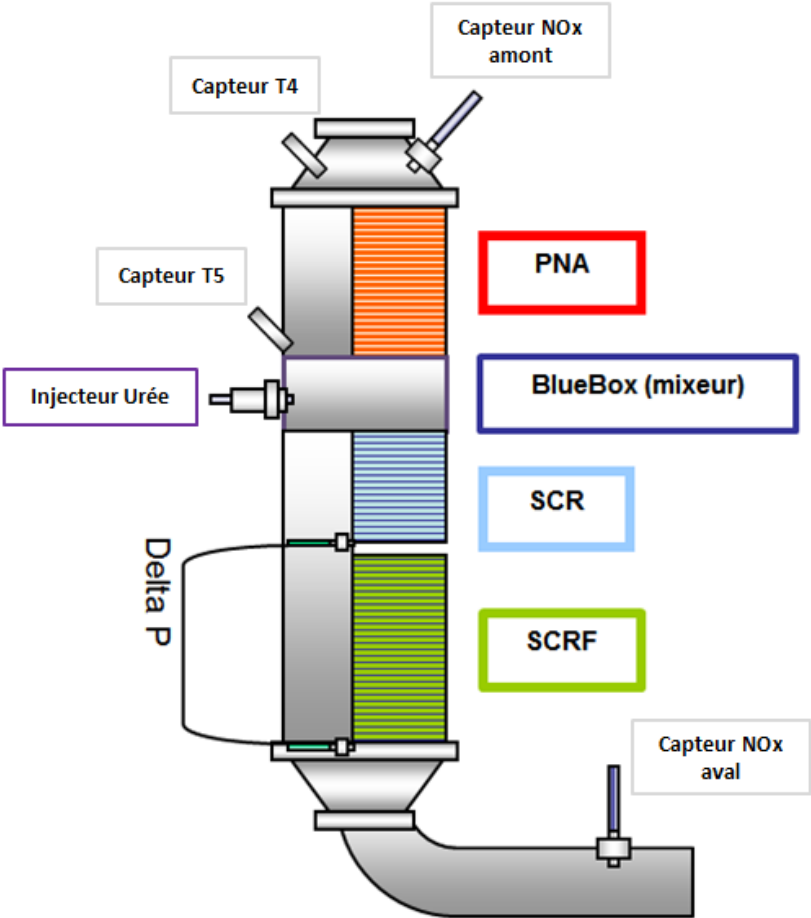 Capteur NOx
amont
Capteur T4
PNA
Capteur T5
BlueBox (mixeur)
Injecteur Urée
SCR
Delta P
SCRF
Capteur NOx
aval